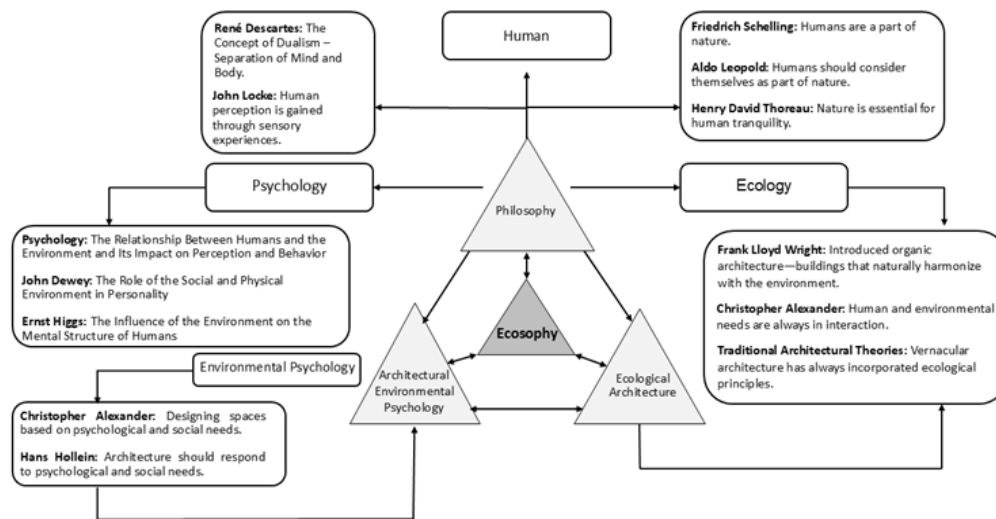 René Descartes: The
Concept of Dualism –
Separation of Mind and
Body.
John Locke: Human
perception is gained
through sensory
experiences.
Human
Friedrich Schelling: Humans are a part of
nature.
Aldo Leopold: Humans should consider
themselves as part of nature.
Henry David Thoreau: Nature is essential for
human tranquility.
Psychology
Philosophy
Ecology
Psychology: The Relationship Between Humans and the
Environment and Its Impact on Perception and Behavior
John Dewey: The Role of the Social and Physical
Environment in Personality
Ernst Higgs: The Influence of the Environment on the
Mental Structure of Humans
Frank Lloyd Wright: Introduced organic
architecture—buildings that naturally harmonize
with the environment.
Christopher Alexander: Human and environmental
needs are always in interaction.
Traditional Architectural Theories: Vernacular
architecture has always incorporated ecological
principles.
Ecosophy
Environmental Psychology
Architectural
Environmental
Psychology
Ecological
Architecture
Christopher Alexander: Designing spaces
based on psychological and social needs.
Hans Hollein: Architecture should respond
to psychological and social needs.